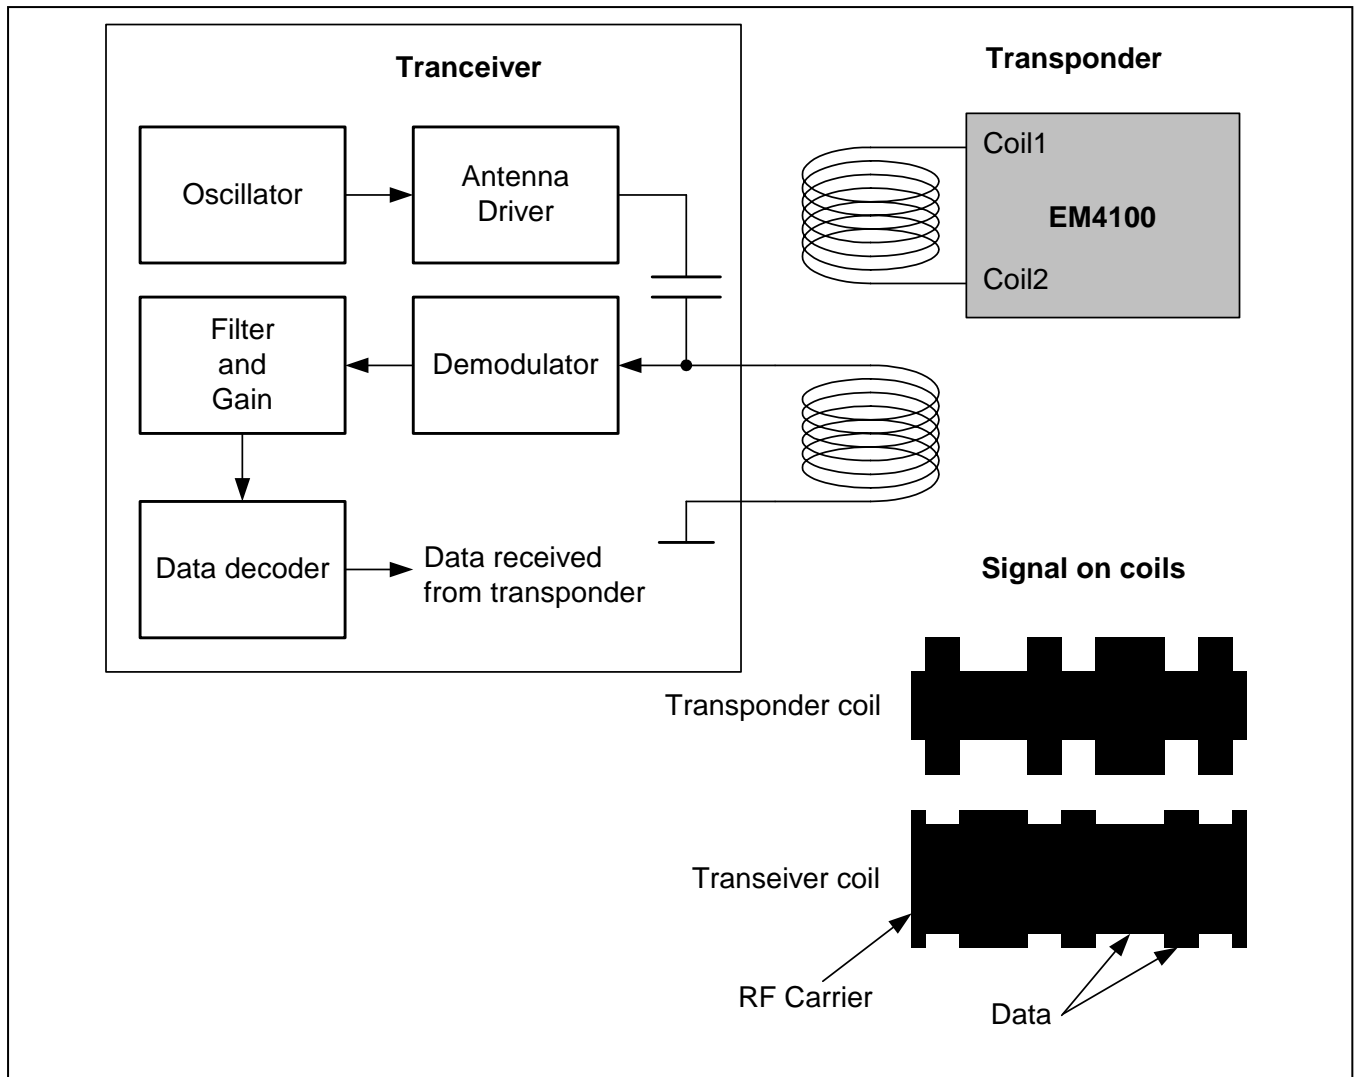 Tranceiver
Transponder
Oscillator
Antenna
Driver
Coil1
EM4100
Coil2
Filter
and
Gain
Demodulator
Data decoder
Data received
from transponder
Signal on coils
Transponder coil
Transeiver coil
RF Carrier
Data